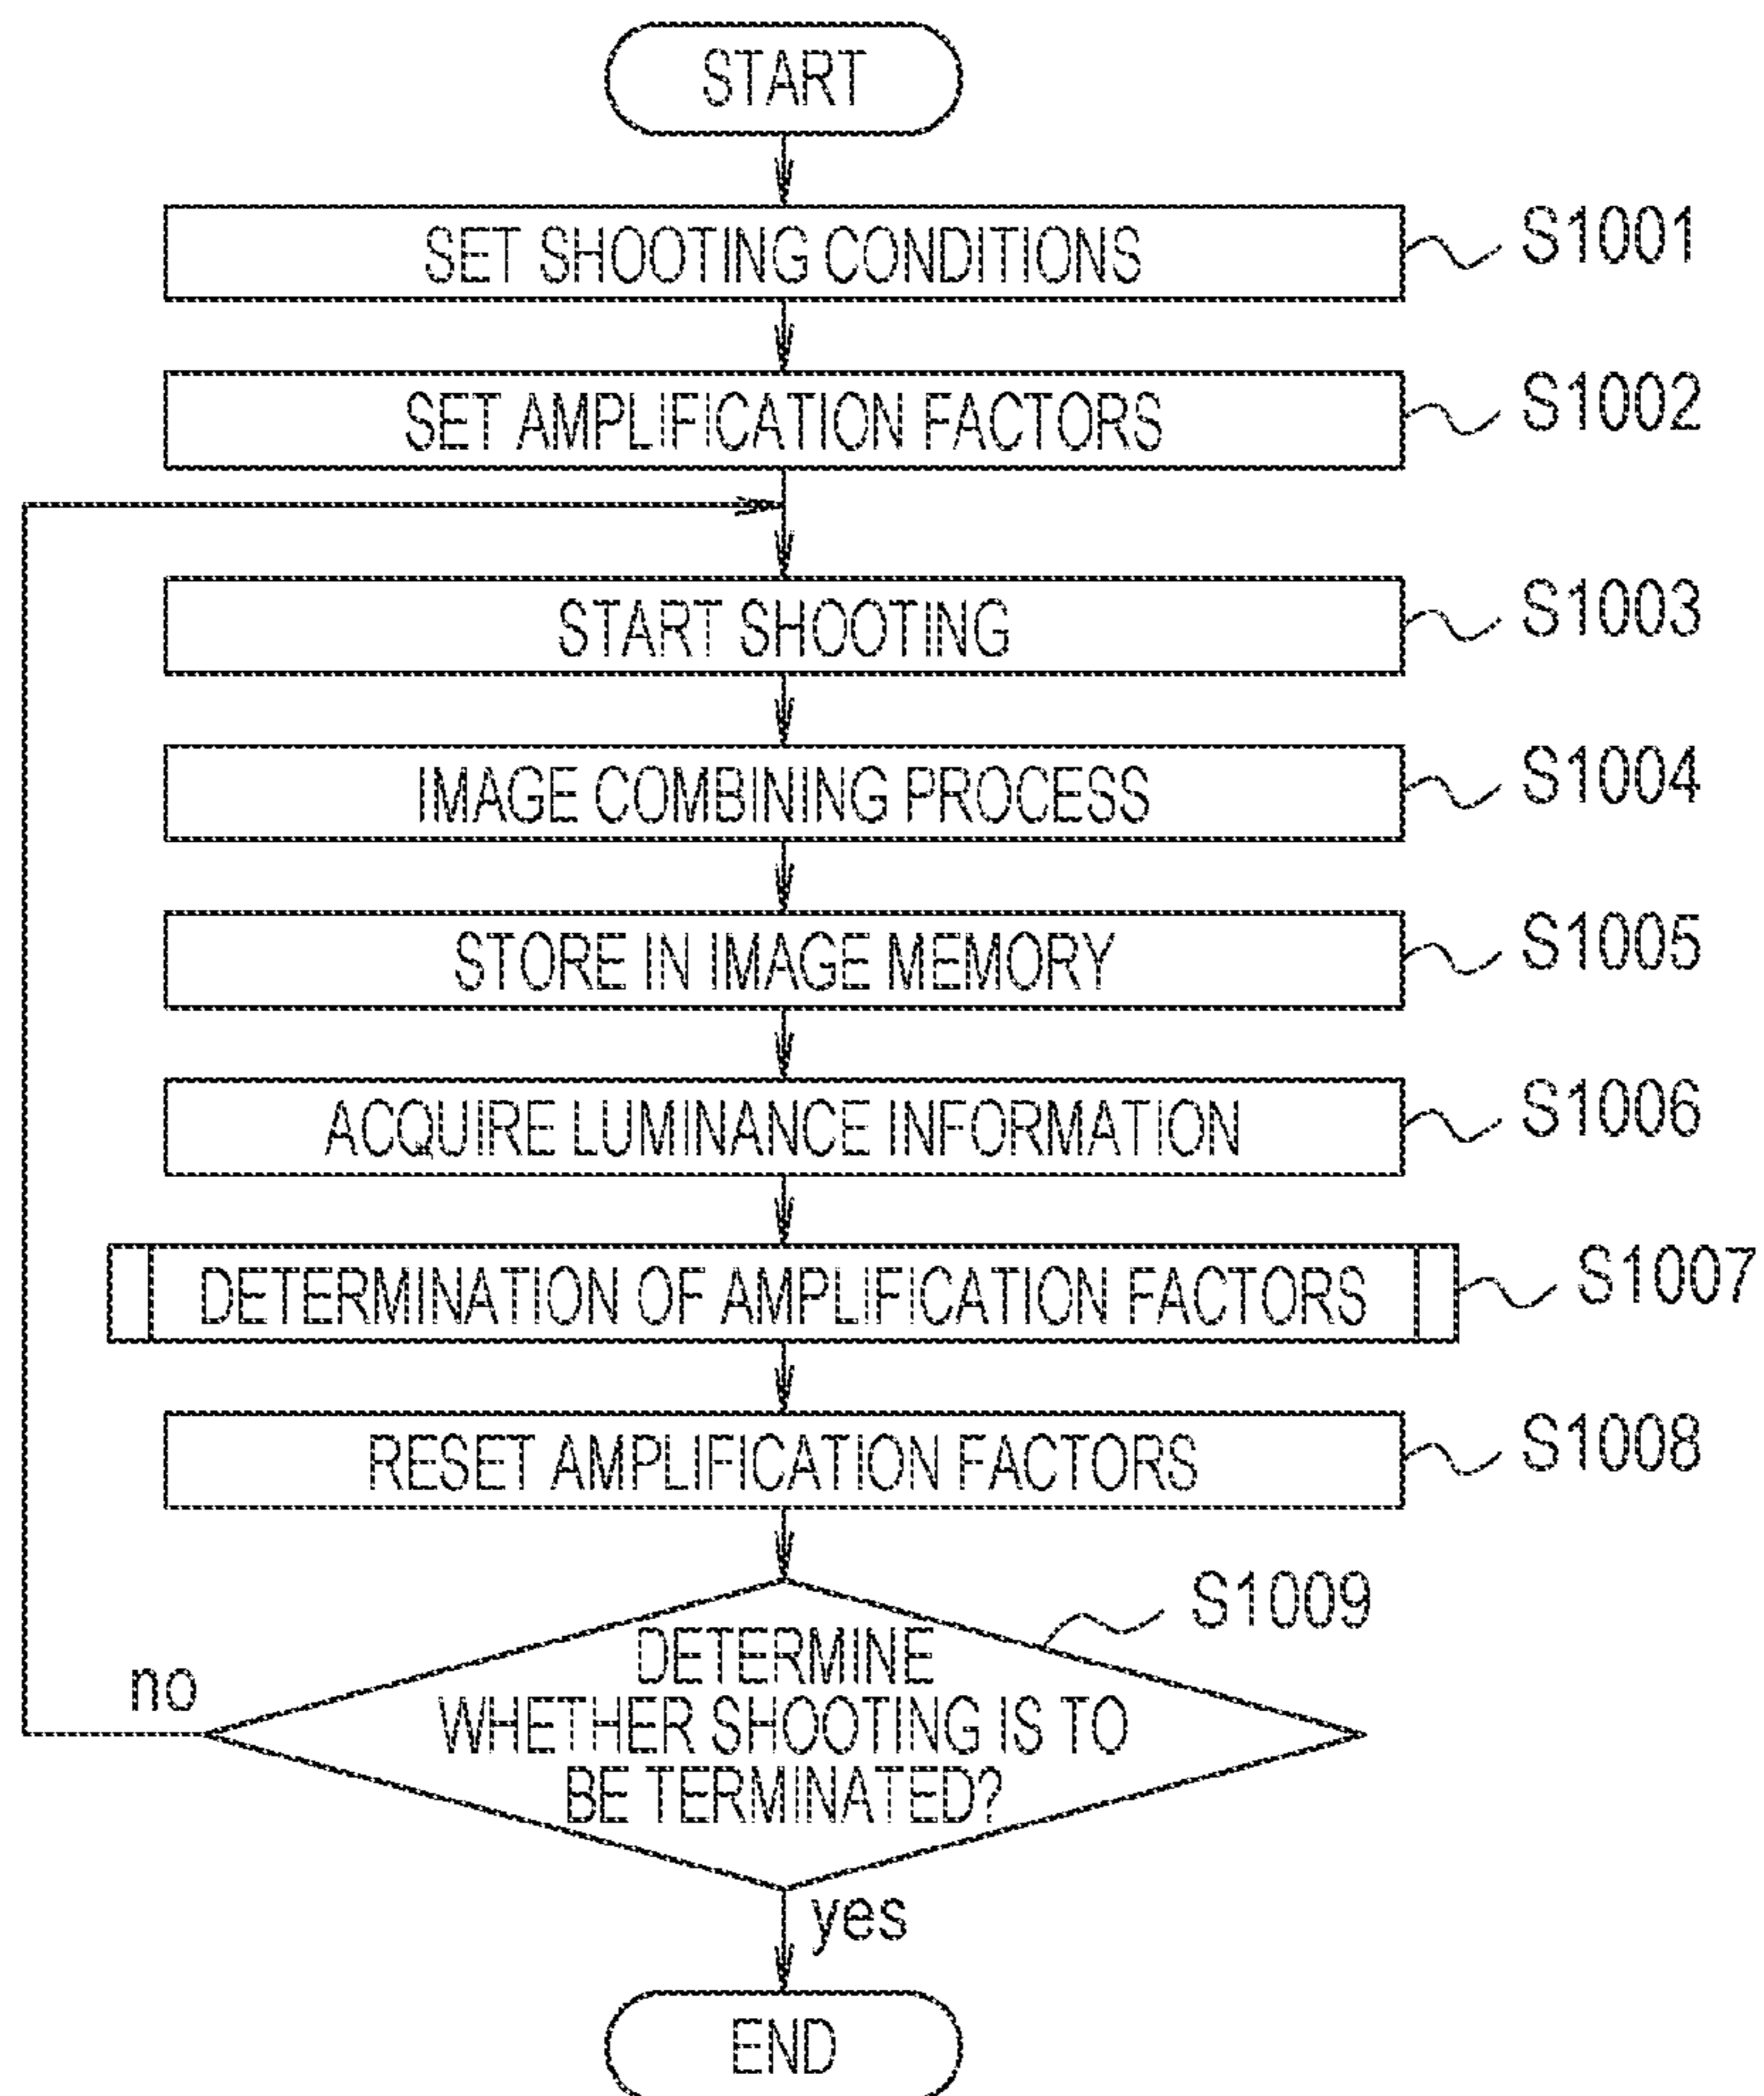 START
SET SHOOTING CONDITIONS
S1001
SET AMPLIFICATION FACTORS
S1002
START SHOOTING
S1003
IMAGE COMBINING PROCESS
S1004
STORE IN IMAGE MEMORY
S1005
ACQUIRE LUMINANCE INFORMATION
S1006
DETERMINATION OF AMPLIFICATION FACTORS
S1007
RESET AMPLIFICATION FACTORS
S1008
S1009
DETERMINE
WHETHER SHOOTING IS TO
BE TERMINATED?
no
yes
END